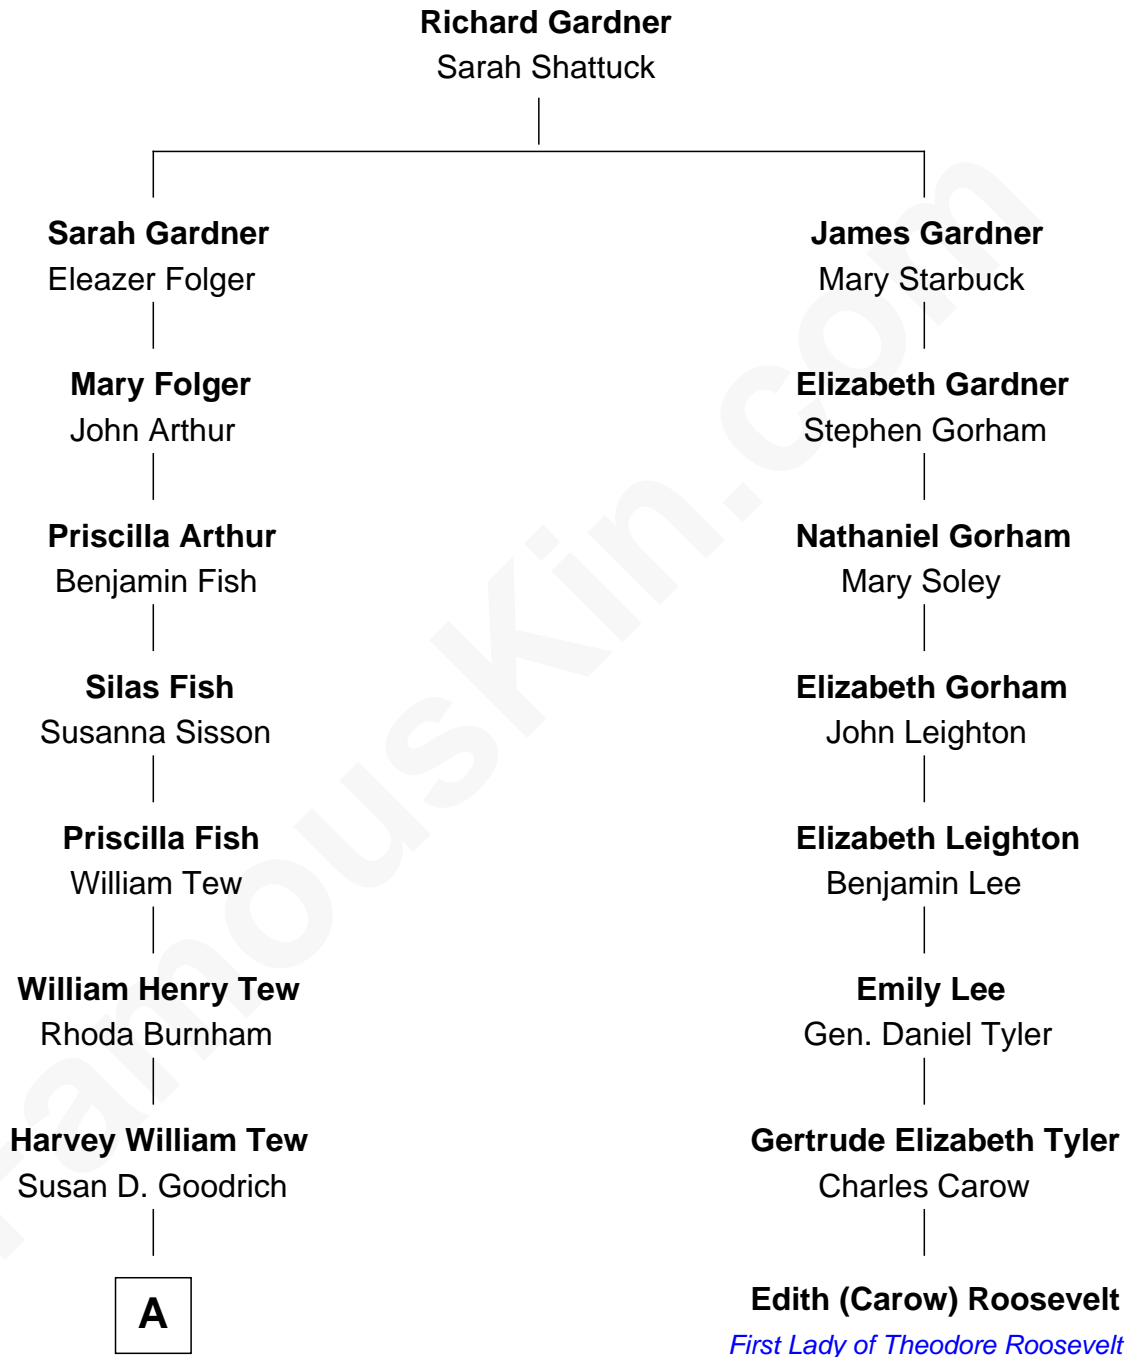 Richard Gardner
Sarah Shattuck
Sarah Gardner
Eleazer Folger
James Gardner
Mary Starbuck
Mary Folger
John Arthur
Elizabeth Gardner
Stephen Gorham
Priscilla Arthur
Benjamin Fish
Nathaniel Gorham
Mary Soley
Silas Fish
Susanna Sisson
Elizabeth Gorham
John Leighton
Priscilla Fish
William Tew
Elizabeth Leighton
Benjamin Lee
William Henry Tew
Rhoda Burnham
Emily Lee
Gen. Daniel Tyler
Harvey William Tew
Susan D. Goodrich
Gertrude Elizabeth Tyler
Charles Carow
A
Edith (Carow) Roosevelt
First Lady of Theodore Roosevelt
FamousKin.com